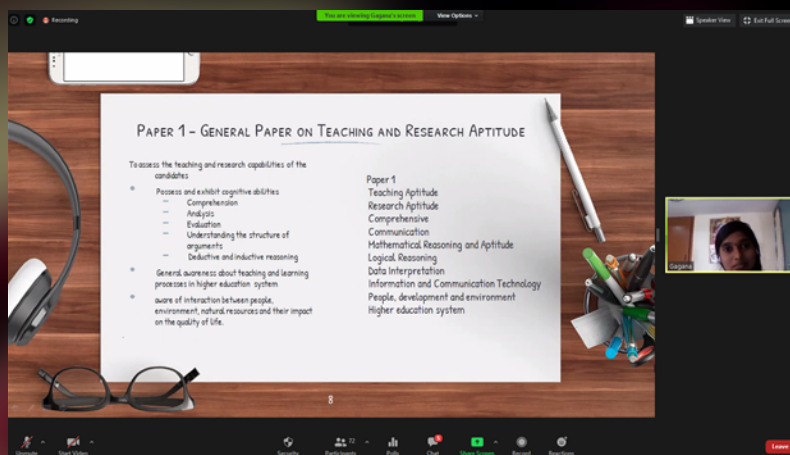 Recording
You are viewing Gagana's screen
View Options
Speaker View
Exit Full Screen
PAPER 1 – GENERAL PAPER ON TEACHING AND RESEARCH APTITUDE
To assess the teaching and research capabilities of the
candidates
Possess and exhibit cognitive abilities
– Comprehension
– Analysis
– Evaluation
– Understanding the structure of
arguments
– Deductive and inductive reasoning
General awareness about teaching and learning
processes in higher education system
aware of interaction between people,
environment, natural resources and their impact
on the quality of life.
Paper 1
Teaching Aptitude
Research Aptitude
Comprehensive
Communication
Mathematical Reasoning and Aptitude
Logical Reasoning
Data Interpretation
Information and Communication Technology
People, development and environment
Higher education system
8
Gagana
Unmute
Start Video
Security
Participants
72
Polls
Chat
Share Screen
Record
Reactions
Leave